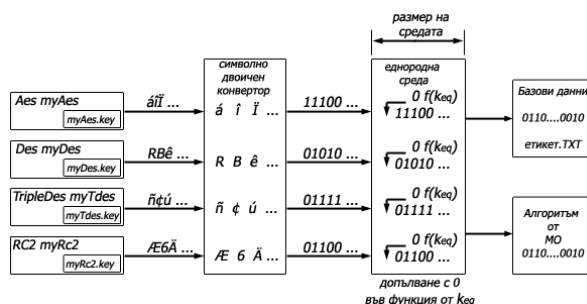 размер на
средата
символно
двоичен
конвертор
еднородна
среда
Aes myAes
myAes.key
áîÏ ...
á î Ï ...
11100 ...
0 f(keq)
11100 ...
Des myDes
myDes.key
RBê ...
R B ê ...
01010 ...
0 f(keq)
01010 ...
TripleDes myTdes
myTdes.key
ñ¢ú ...
ñ ¢ ú ...
01111 ...
0 f(keq)
01111 ...
RC2 myRc2
myRc2.key
Æ6Ä ...
Æ 6 Ä ...
01100 ...
0 f(keq)
01100 ...
Базови данни
0110....0010
етикет.TXT
Алгоритъм
от
МО
0110....0010
допълване с 0
във функция от keq